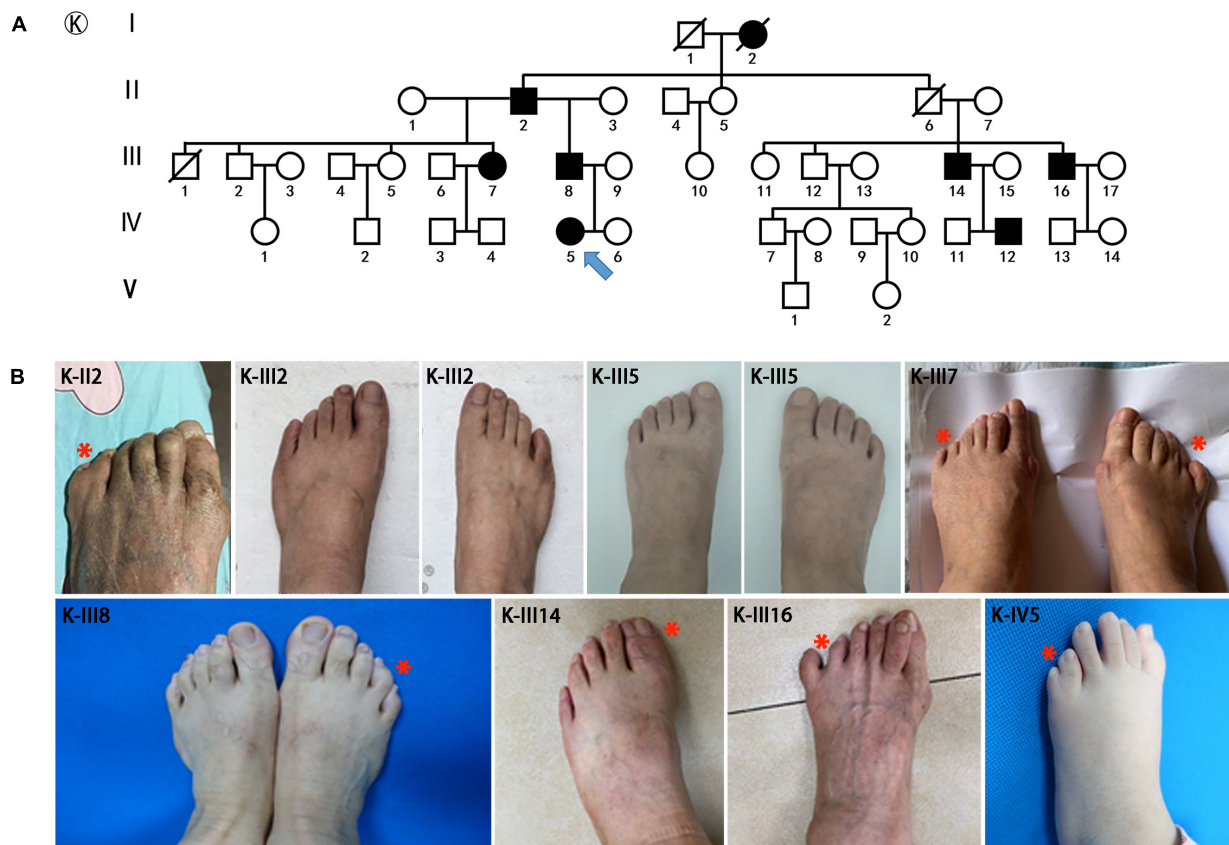 A Ⓚ I
1 2
II
1 2 3 4 5 6 7
III
1 2 3 4 5 6 7 8 9 10 11 12 13 14 15 16 17
IV
1 2 3 4 5 6 7 8 9 10 11 12 13 14
V
1 2
B
K-II2 K-III2 K-III2 K-III5 K-III5 K-III7
* * *
K-III8 K-III14 K-III16 K-IV5
* * * *